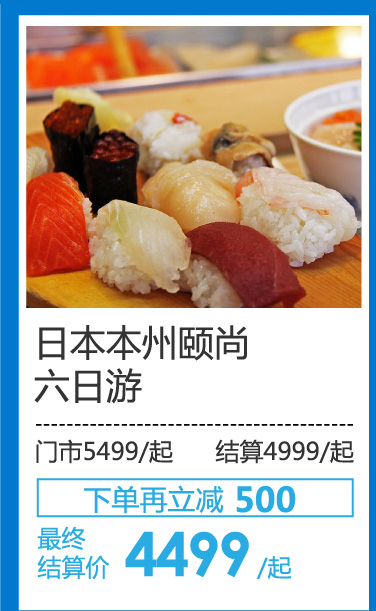 日本本州颐尚
六日游
门市5499/起 结算4999/起
下单再立减 500
最终
结算价 4499 /起